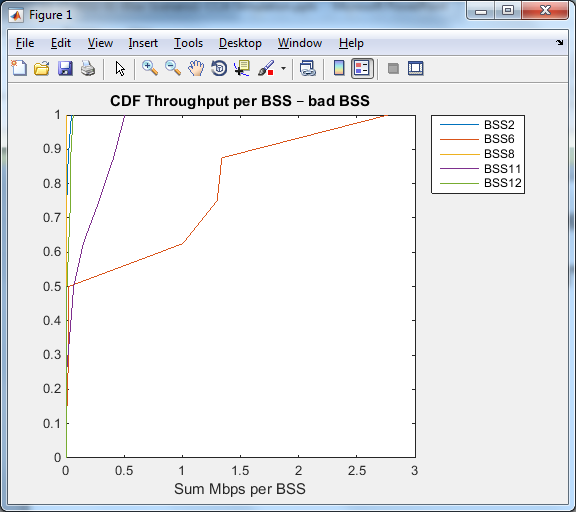 Figure 1
File Edit View Insert Tools Desktop Window Help
CDF Throughput per BSS – bad BSS
1
0.9
0.8
0.7
0.6
0.5
0.4
0.3
0.2
0.1
0
0 0.5 1 1.5 2 2.5 3
Sum Mbps per BSS
BSS2
BSS6
BSS8
BSS11
BSS12